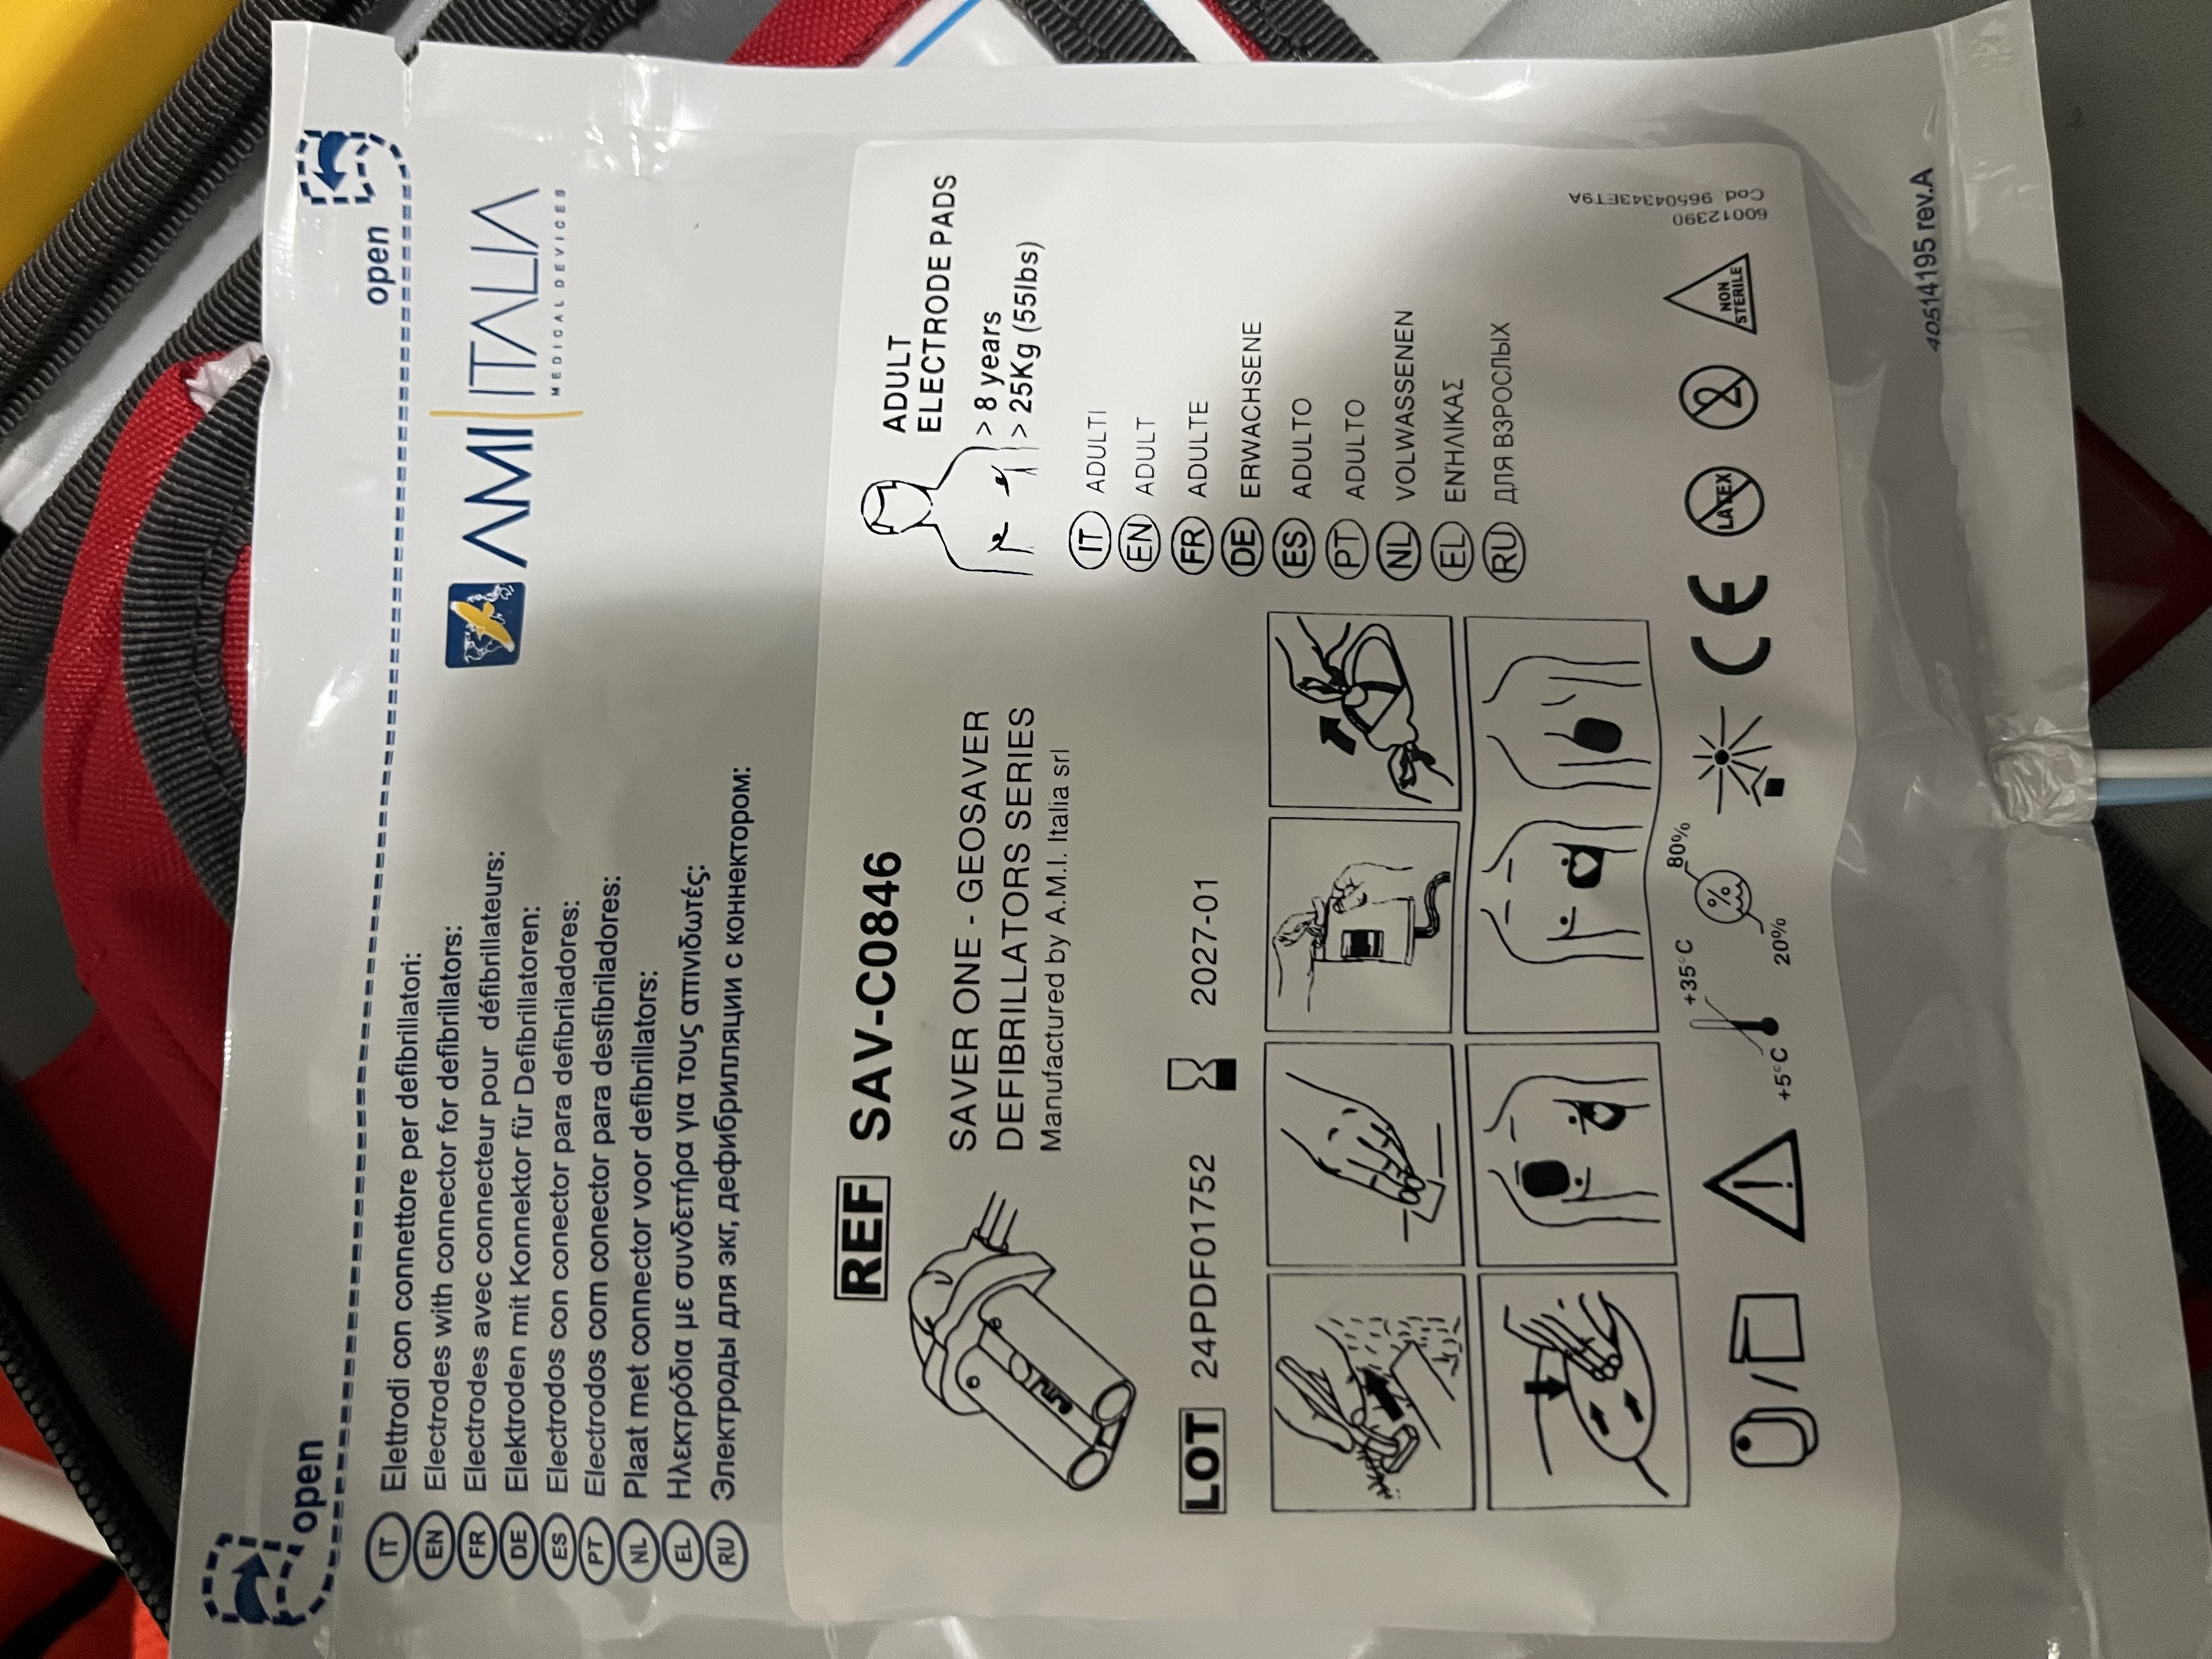 open
open
IT Elettrodi con connettore per defibrillatori:
EN Electrodes with connector for defibrillators:
FR Electrodes avec connecteur pour défibrillateurs:
DE Elektroden mit Konnektor für Defibrillatoren:
ES Electrodos con conector para defibriladores:
PT Electrodos com conector para desfibriladores:
NL Plaat met connector voor defibrillators:
EL Ηλεκτρόδια με συνδετήρα για τους απινιδωτές:
RU Электроды для экг, дефибрилляции с коннектором:
AMI ITALIA
MEDICAL DEVICES
REF SAV-C0846
SAVER ONE - GEOSAVER
DEFIBRILLATORS SERIES
Manufactured by A.M.I. Italia srl
LOT 24PDF01752 2027-01
ADULT
ELECTRODE PADS
> 8 years
> 25Kg (55lbs)
IT ADULTI
EN ADULT
FR ADULTE
DE ERWACHSENE
ES ADULTO
PT ADULTO
NL VOLWASSENEN
EL ΕΝΉΛΙΚΑΣ
RU ДЛЯ ВЗРОСЛЫХ
+5°C +35°C
20% % 80%
CE
LATEX
2
NON
STERILE
60012390
Cod. 96504343ET9A
40514195 rev.A